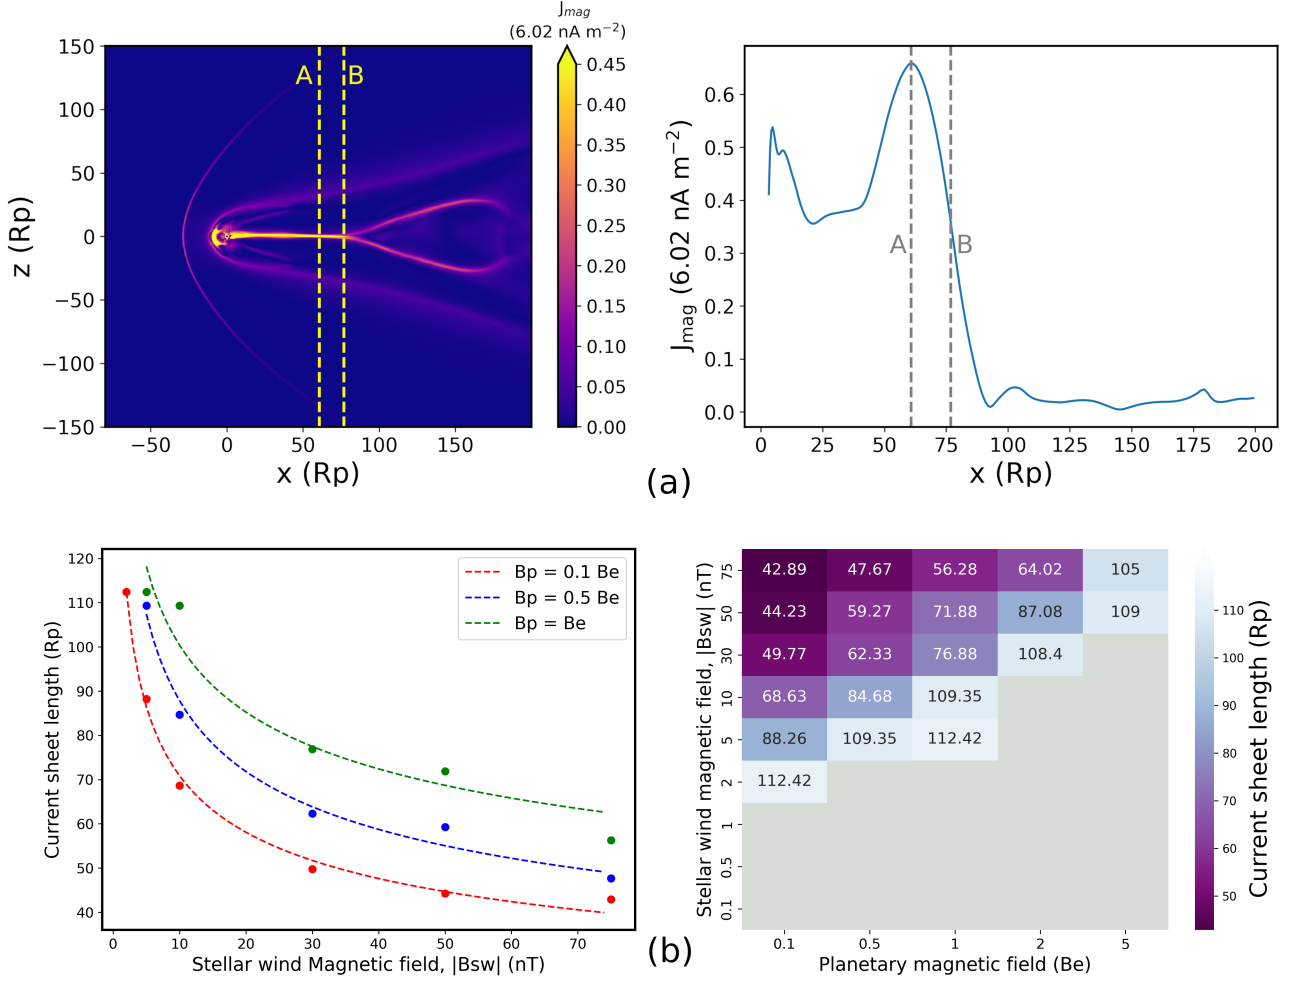 J_mag
(6.02 nA m⁻²)
150
100
50
0
−50
−100
−150
z (Rp)
A
B
−50 0 50 100 150
x (Rp)
0.45
0.40
0.35
0.30
0.25
0.20
0.15
0.10
0.05
0.00
J_mag (6.02 nA m⁻²)
0.6
0.5
0.4
0.3
0.2
0.1
0.0
A
B
0 25 50 75 100 125 150 175 200
x (Rp)
(a)
Current sheet length (Rp)
120
110
100
90
80
70
60
50
40
Bp = 0.1 Be
Bp = 0.5 Be
Bp = Be
0 10 20 30 40 50 60 70
Stellar wind Magnetic field, |Bsw| (nT)
(b)
Stellar wind magnetic field, |Bsw| (nT)
75 42.89 47.67 56.28 64.02 105
50 44.23 59.27 71.88 87.08 109
30 49.77 62.33 76.88 108.4
10 68.63 84.68 109.35
5 88.26 109.35 112.42
2 112.42
1
0.5
0.1
0.1 0.5 1 2 5
Planetary magnetic field (Be)
110
100
90
80
70
60
50
Current sheet length (Rp)